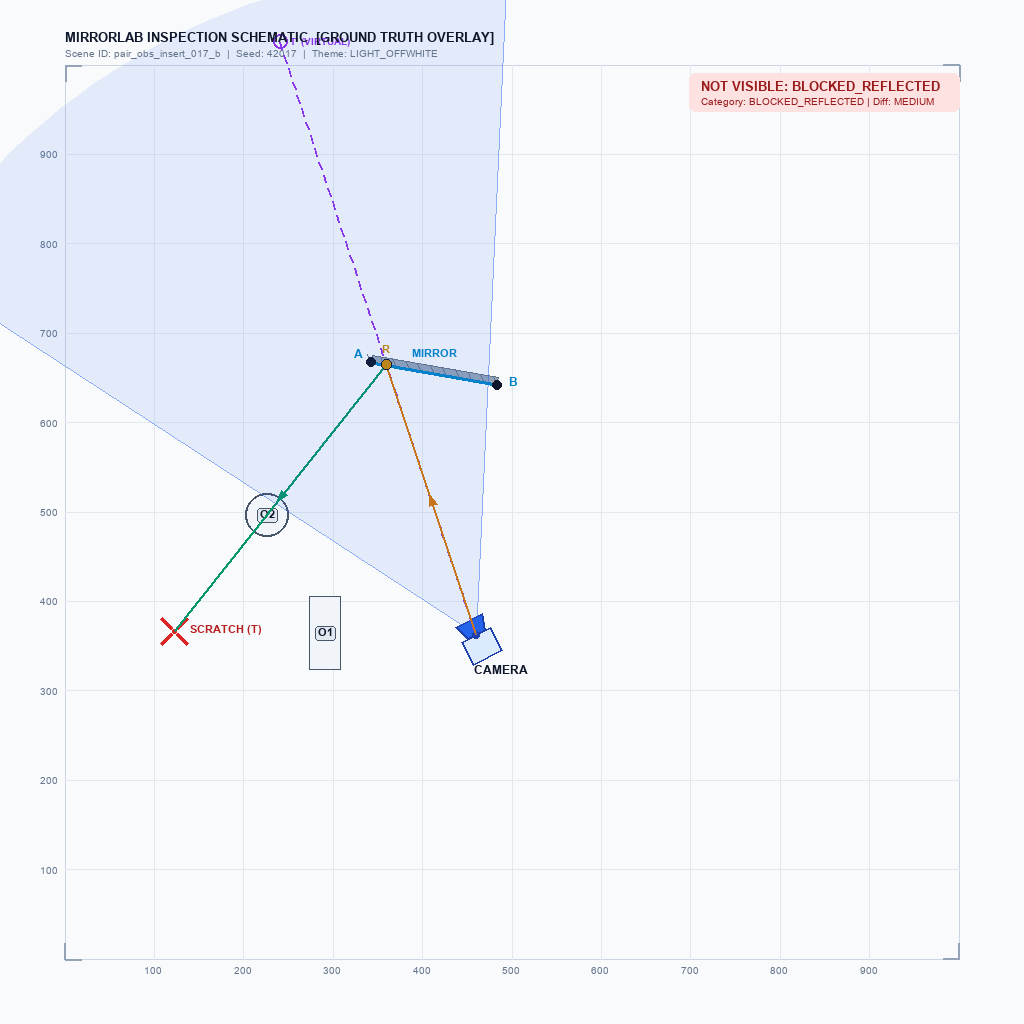 MIRRORLAB INSPECTION SCHEMATIC [GROUND TRUTH OVERLAY]
(VIRTUAL)
Scene ID: pair_obs_insert_017_b | Seed: 42017 | Theme: LIGHT_OFFWHITE
NOT VISIBLE: BLOCKED_REFLECTED
Category: BLOCKED_REFLECTED | Diff: MEDIUM
900
800
700
600
500
400
300
200
100
A
R
MIRROR
B
O2
SCRATCH (T)
O1
CAMERA
100
200
300
400
500
600
700
800
900